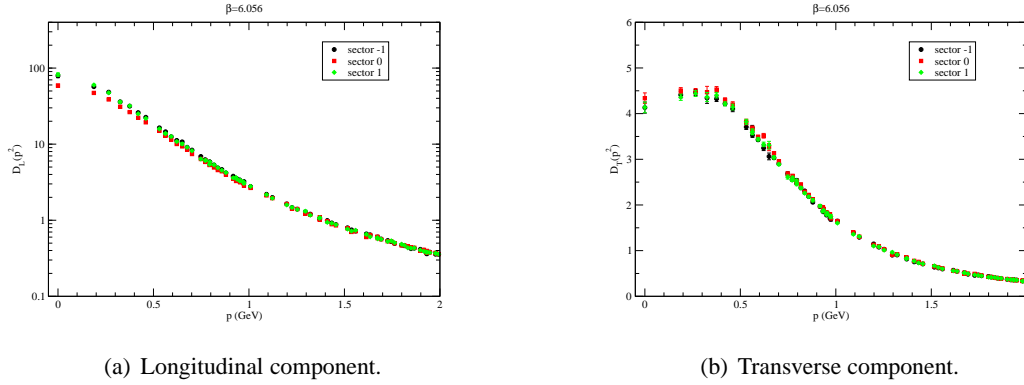 β=6.056
100
10
1
0.1
D_L(p²)
sector -1
sector 0
sector 1
0
0.5
1
1.5
2
p (GeV)
(a) Longitudinal component.
β=6.056
6
5
4
3
2
1
0
D_T(p²)
sector -1
sector 0
sector 1
0
0.5
1
1.5
p (GeV)
(b) Transverse component.